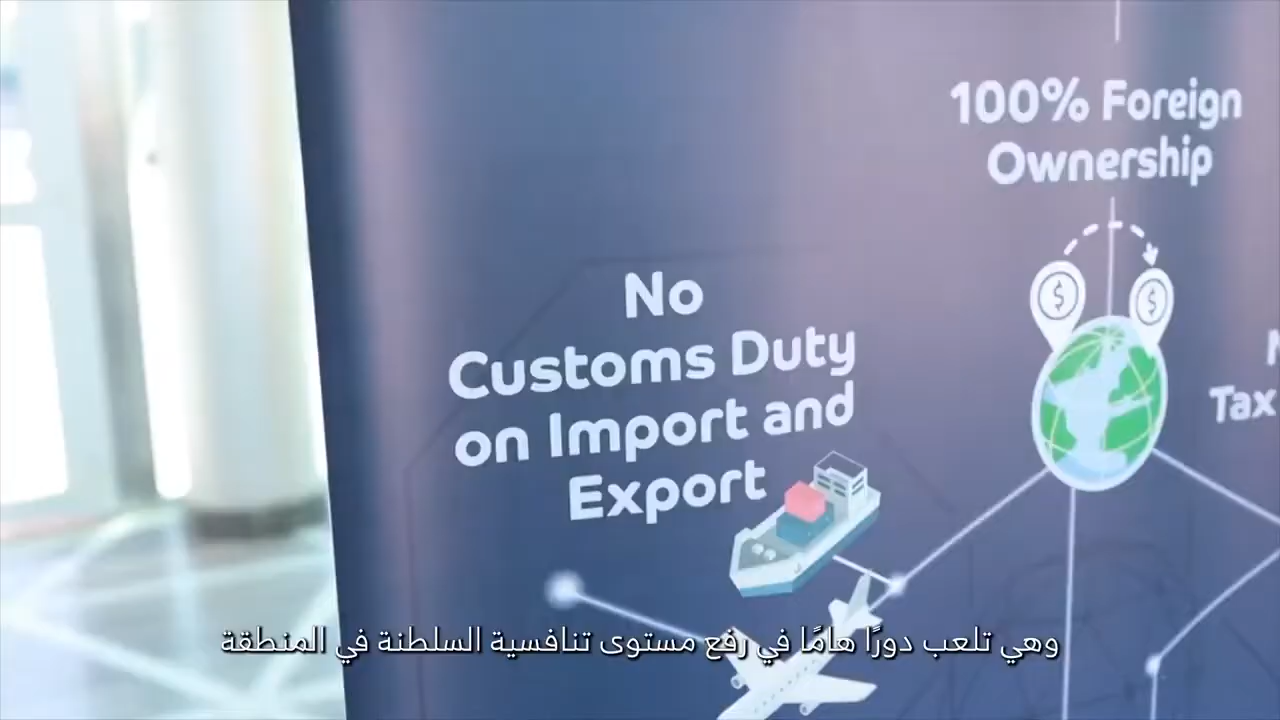 100% Foreign
Ownership
No
Customs Duty
on Import and
Export
Tax
وهي تلعب دورًا هامًا في رفع مستوى تنافسية السلطنة في المنطقة